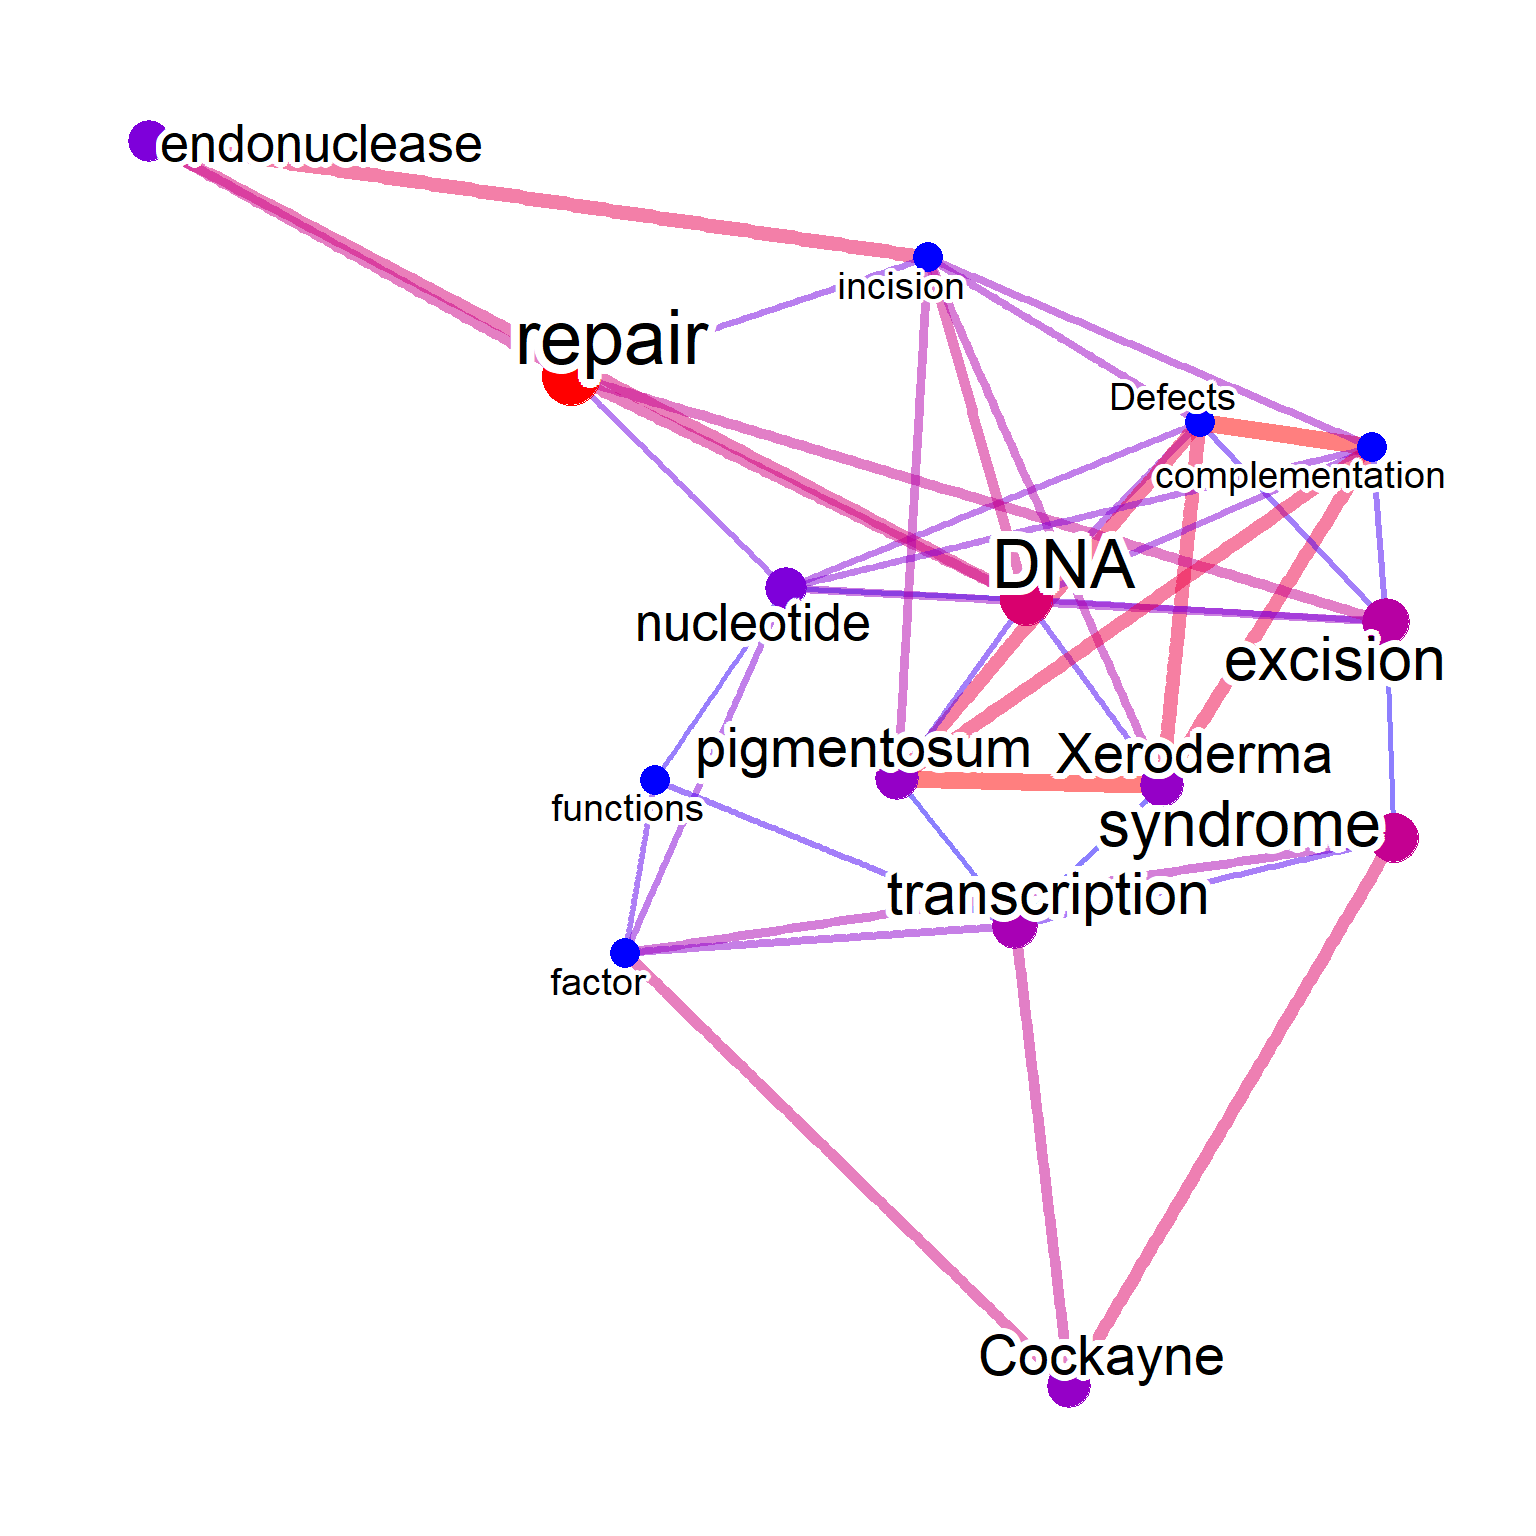 endonuclease
incision
repair
Defects
complementation
DNA
nucleotide
excision
pigmentosum
Xeroderma
functions
syndrome
transcription
factor
Cockayne